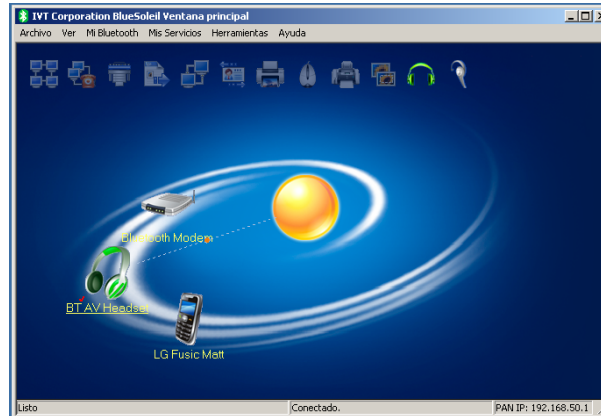 IVT Corporation BlueSoleil Ventana principal
Archivo Ver Mi Bluetooth Mis Servicios Herramientas Ayuda
Bluetooth Modem
BT AV Headset
LG Fusic Matt
Listo Conectado. PAN IP: 192.168.50.1